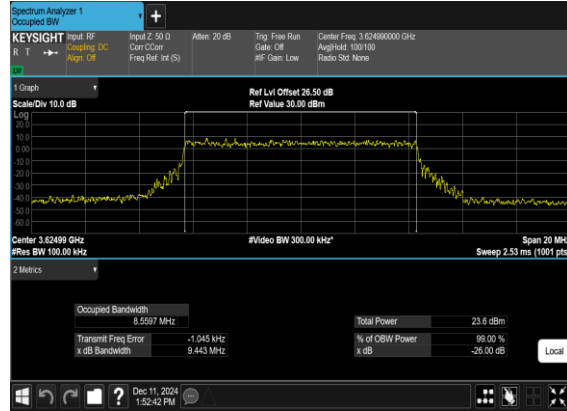 Spectrum Analyzer 1
Occupied BW
KEYSIGHT Input: RF Input Z: 50 Ω Atten: 20 dB Trig: Free Run Center Freq: 3.624990000 GHz
R T Coupling: DC Corr CCorr Gate: Off Avg|Hold: 100/100
Align: Off Freq Ref: Int (S) #IF Gain: Low Radio Std: None
LW
1 Graph
Ref Lvl Offset 26.50 dB
Scale/Div 10.0 dB Ref Value 30.00 dBm
Log
20.0
10.0
0.00
-10.0
-20.0
-30.0
-40.0
-50.0
-60.0
Center 3.62499 GHz #Video BW 300.00 kHz* Span 20 MHz
#Res BW 100.00 kHz Sweep 2.53 ms (1001 pts)
2 Metrics
Occupied Bandwidth
8.5597 MHz Total Power 23.6 dBm
Transmit Freq Error -1.045 kHz % of OBW Power 99.00 %
x dB Bandwidth 9.443 MHz x dB -26.00 dB
Local
Dec 11, 2024
1:52:42 PM